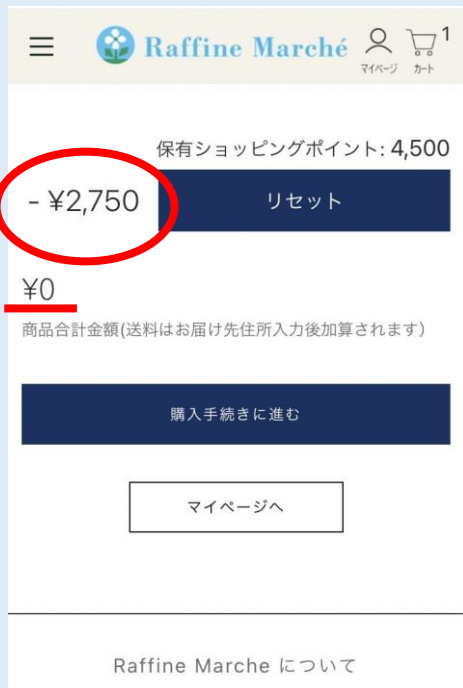 Raffine Marché
1
マイページ カート
保有ショッピングポイント: 4,500
- ¥2,750 リセット
¥0
商品合計金額(送料はお届け先住所入力後加算されます)
購入手続きに進む
マイページへ
Raffine Marche について